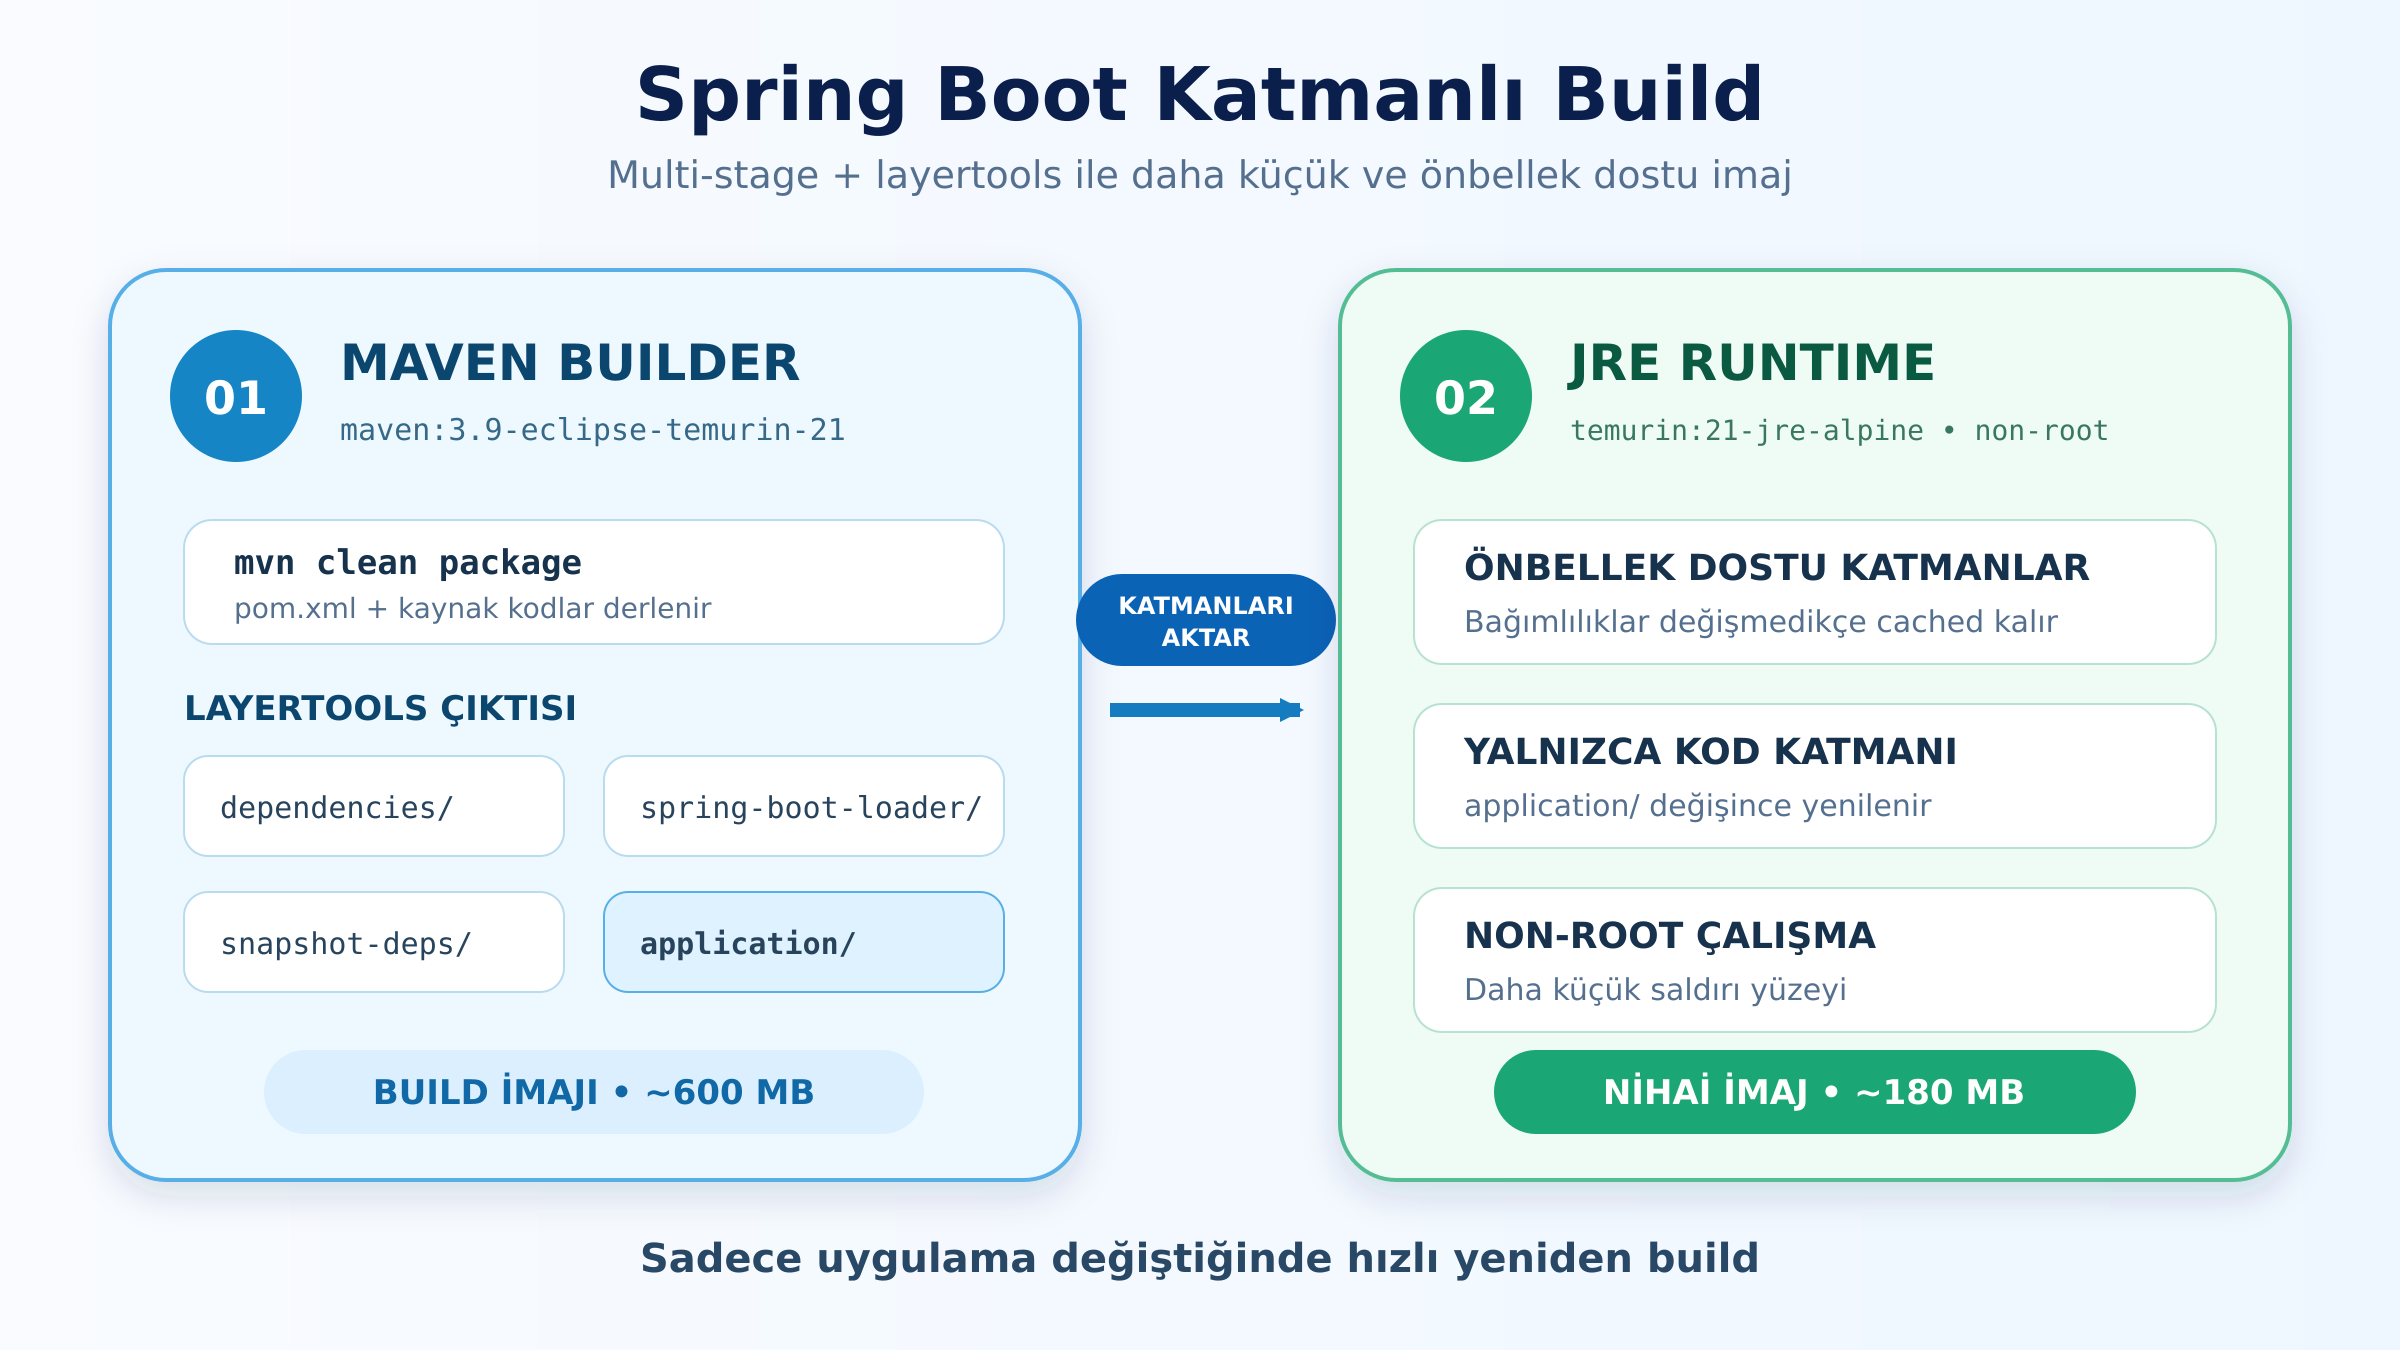 Spring Boot Katmanlı Build
Multi-stage + layertools ile daha küçük ve önbellek dostu imaj
01
MAVEN BUILDER
maven:3.9-eclipse-temurin-21
mvn clean package
pom.xml + kaynak kodlar derlenir
LAYERTOOLS ÇIKTISI
dependencies/
spring-boot-loader/
snapshot-deps/
application/
BUILD İMAJI • ~600 MB
KATMANLARI
AKTAR
02
JRE RUNTIME
temurin:21-jre-alpine • non-root
ÖNBELLEK DOSTU KATMANLAR
Bağımlılıklar değişmedikçe cached kalır
YALNIZCA KOD KATMANI
application/ değişince yenilenir
NON-ROOT ÇALIŞMA
Daha küçük saldırı yüzeyi
NİHAİ İMAJ • ~180 MB
Sadece uygulama değiştiğinde hızlı yeniden build